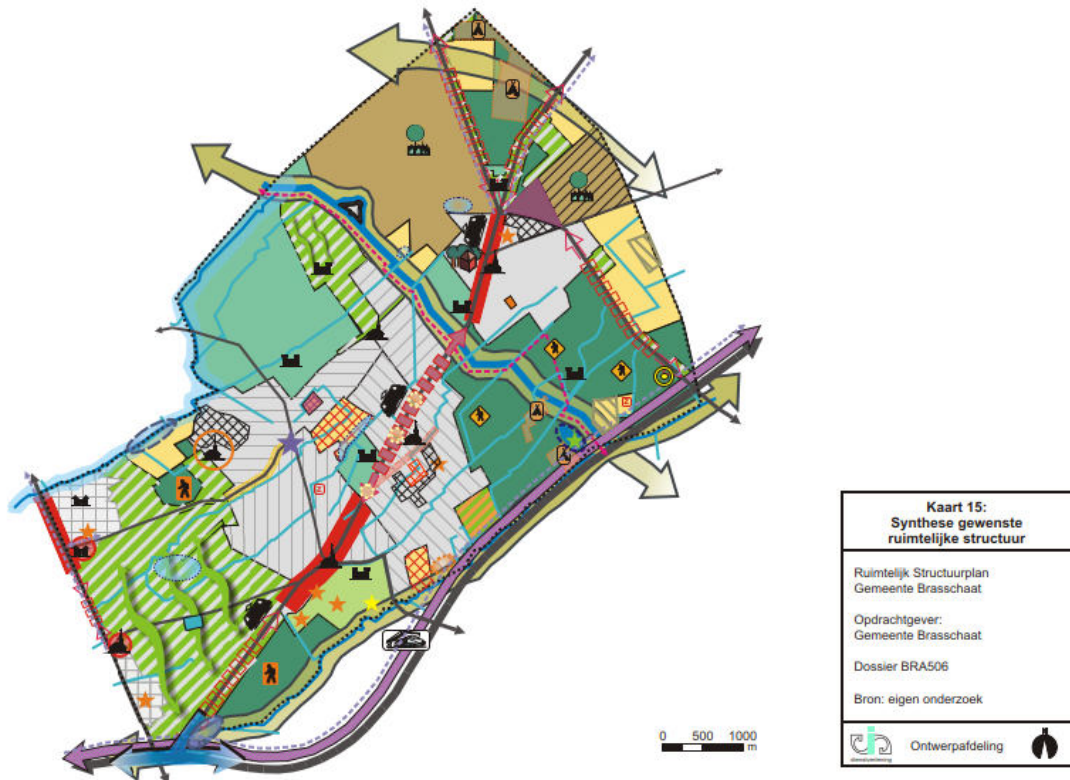 Kaart 15:
Synthese gewenste
ruimtelijke structuur
Ruimtelijk Structuurplan
Gemeente Brasschaat
Opdrachtgever:
Gemeente Brasschaat
Dossier BRA506
Bron: eigen onderzoek
dienstverlening
Ontwerpafdeling
0 500 1000
m